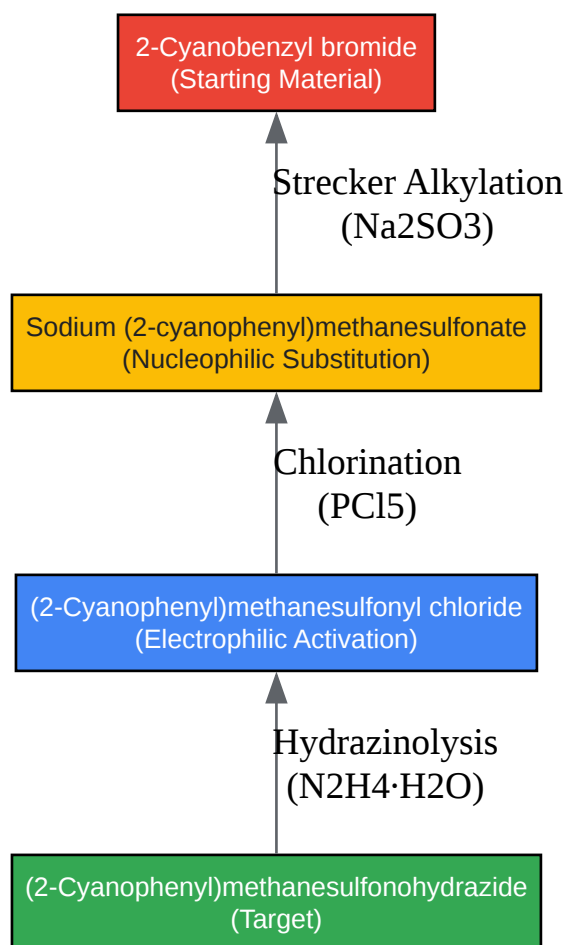 2-Cyanobenzyl bromide
(Starting Material)
Strecker Alkylation
(Na2SO3)
Sodium (2-cyanophenyl)methanesulfonate
(Nucleophilic Substitution)
Chlorination
(PCl5)
(2-Cyanophenyl)methanesulfonyl chloride
(Electrophilic Activation)
Hydrazinolysis
(N2H4·H2O)
(2-Cyanophenyl)methanesulfonohydrazide
(Target)